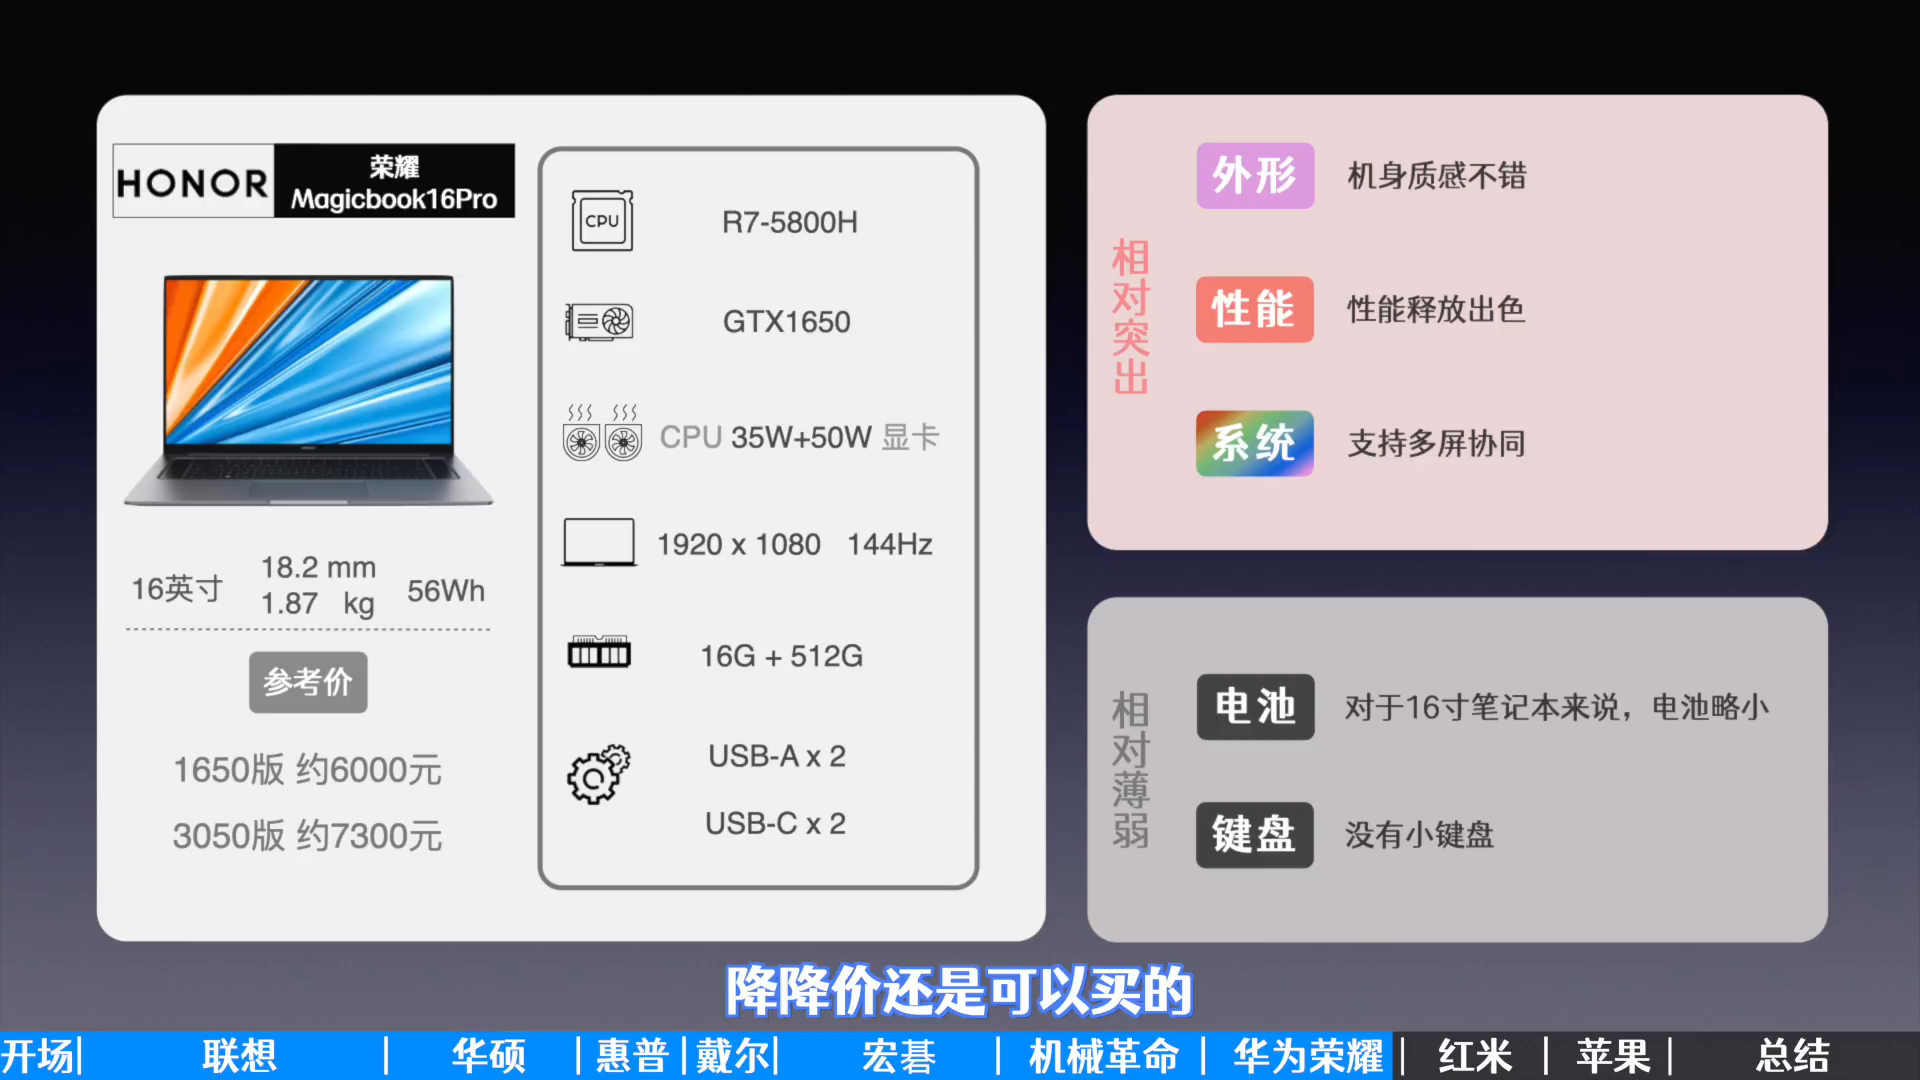 HONOR
荣耀
Magicbook16Pro
16英寸
18.2 mm
1.87 kg
56Wh
参考价
1650版 约6000元
3050版 约7300元
CPU
R7-5800H
GTX1650
CPU 35W+50W 显卡
1920 x 1080 144Hz
16G + 512G
USB-A x 2
USB-C x 2
相对突出
外形 机身质感不错
性能 性能释放出色
系统 支持多屏协同
相对薄弱
电池 对于16寸笔记本来说，电池略小
键盘 没有小键盘
降降价还是可以买的
开场| 联想 | 华硕 |惠普|戴尔| 宏碁 |机械革命|华为荣耀|红米|苹果| 总结